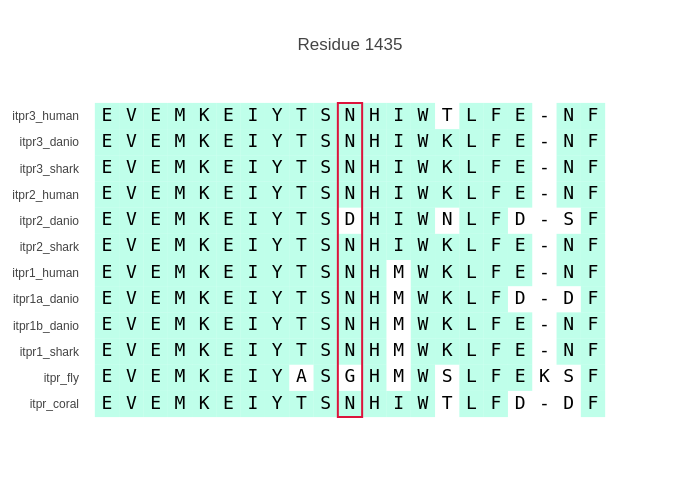 Residue 1435
itpr3_human E V E M K E I Y T S N H I W T L F E - N F
itpr3_danio E V E M K E I Y T S N H I W K L F E - N F
itpr3_shark E V E M K E I Y T S N H I W K L F E - N F
itpr2_human E V E M K E I Y T S N H I W K L F E - N F
itpr2_danio E V E M K E I Y T S D H I W N L F D - S F
itpr2_shark E V E M K E I Y T S N H I W K L F E - N F
itpr1_human E V E M K E I Y T S N H M W K L F E - N F
itpr1a_danio E V E M K E I Y T S N H M W K L F D - D F
itpr1b_danio E V E M K E I Y T S N H M W K L F E - N F
itpr1_shark E V E M K E I Y T S N H M W K L F E - N F
itpr_fly E V E M K E I Y A S G H M W S L F E K S F
itpr_coral E V E M K E I Y T S N H I W T L F D - D F